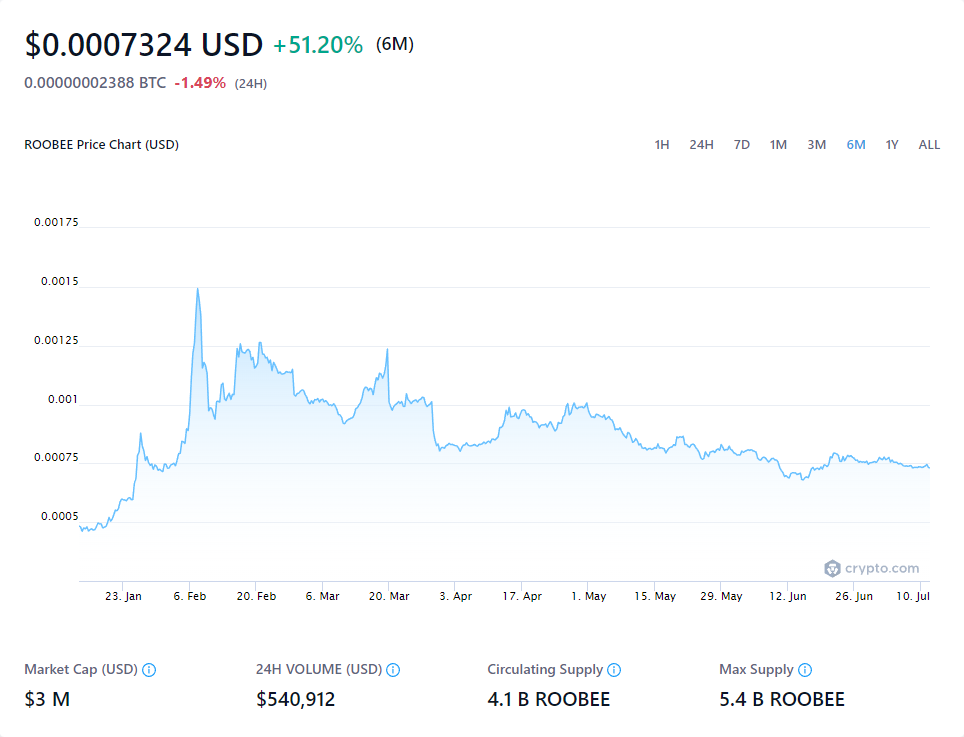 $0.0007324 USD +51.20% (6M)
0.00000002388 BTC -1.49% (24H)
ROOBEE Price Chart (USD) 1H 24H 7D 1M 3M 6M 1Y ALL
0.00175
0.0015
0.00125
0.001
0.00075
0.0005
crypto.com
23. Jan 6. Feb 20. Feb 6. Mar 20. Mar 3. Apr 17. Apr 1. May 15. May 29. May 12. Jun 26. Jun 10. Jul
Market Cap (USD) 24H VOLUME (USD) Circulating Supply Max Supply
$3 M $540,912 4.1 B ROOBEE 5.4 B ROOBEE